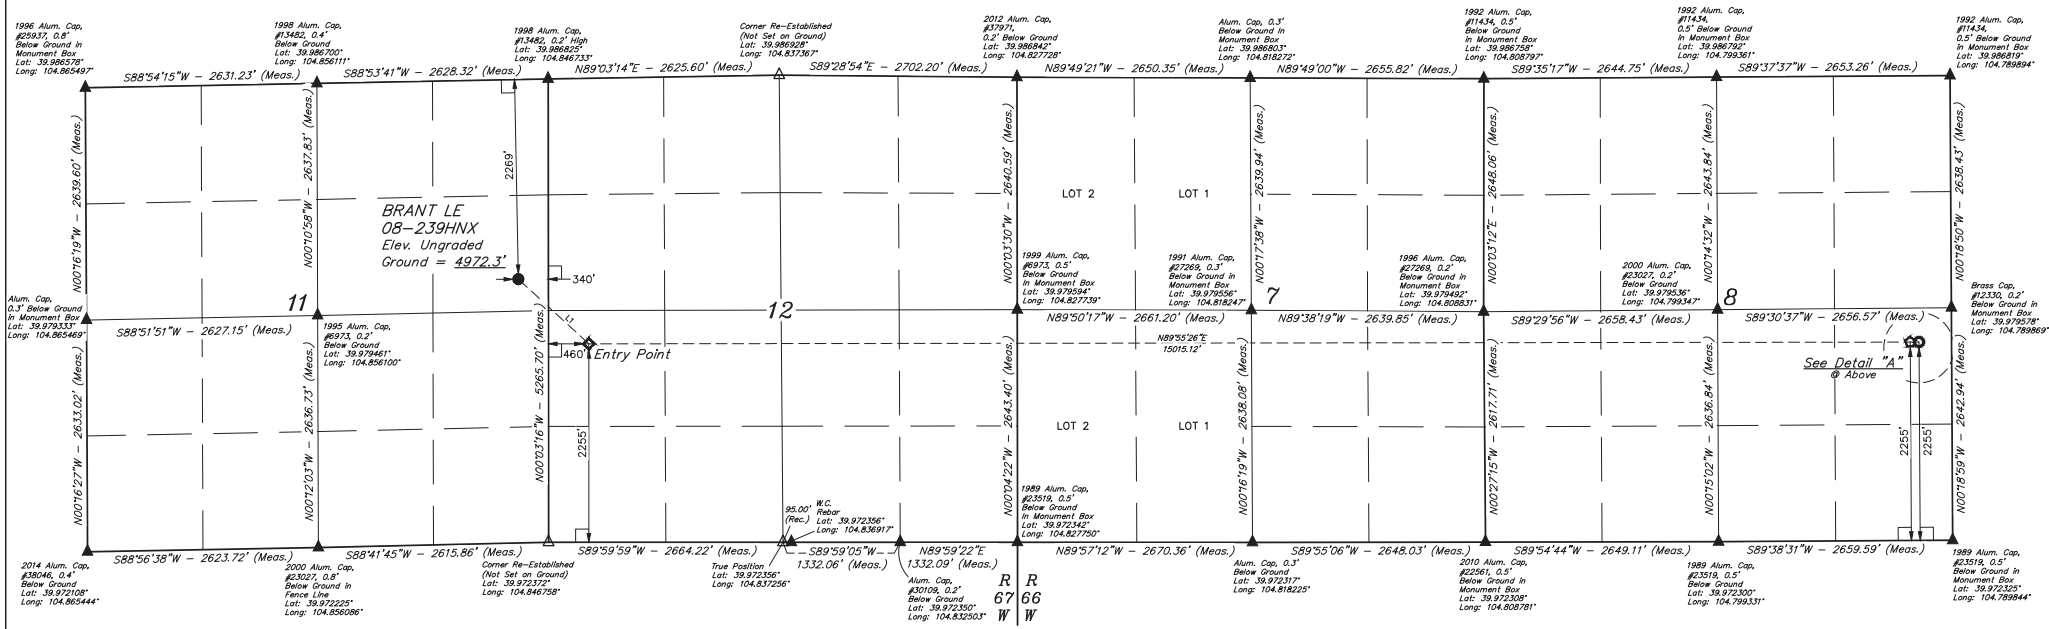 1996 Alum. Cap,
#25937, 0.8'
Below Ground in
Monument Box
Lat: 39.986578°
Long: 104.865497°
1998 Alum. Cap,
#13482, 0.4'
Below Ground
Lat: 39.986700°
Long: 104.856111°
1998 Alum. Cap,
#13482, 0.2' High
Lat: 39.986825°
Long: 104.846733°
Corner Re-Established
(Not Set on Ground)
Lat: 39.986928°
Long: 104.837367°
2012 Alum. Cap,
#37971,
0.2' Below Ground
Lat: 39.986842°
Long: 104.827728°
Alum. Cap, 0.3'
Below Ground in
Monument Box
Lat: 39.986803°
Long: 104.818272°
1992 Alum. Cap,
#11434, 0.5'
Below Ground in
Monument Box
Lat: 39.986758°
Long: 104.808797°
1992 Alum. Cap,
#11434,
0.5' Below Ground
in Monument Box
Lat: 39.986792°
Long: 104.799361°
1992 Alum. Cap,
#11434,
0.5' Below Ground
in Monument Box
Lat: 39.986819°
Long: 104.789894°
S88°54'15"W - 2631.23' (Meas.)
S88°53'41"W - 2628.32' (Meas.)
N89°03'14"E - 2625.60' (Meas.)
S89°28'54"E - 2702.20' (Meas.)
N89°49'21"W - 2650.35' (Meas.)
N89°49'00"W - 2655.82' (Meas.)
S89°35'17"W - 2644.75' (Meas.)
S89°37'37"W - 2653.26' (Meas.)
N00°16'19"W - 2639.60' (Meas.)
N00°10'58"W - 2637.83' (Meas.)
2269'
N00°03'30"W - 2640.59' (Meas.)
N00°17'38"W - 2639.94' (Meas.)
N00°03'12"E - 2648.06' (Meas.)
N00°14'32"W - 2643.84' (Meas.)
N00°18'50"W - 2638.43' (Meas.)
LOT 2
LOT 1
BRANT LE
08-239HNX
Elev. Ungraded
Ground = 4972.3'
340'
1999 Alum. Cap,
#6973, 0.5'
Below Ground
in Monument Box
Lat: 39.979594°
Long: 104.827739°
1991 Alum. Cap,
#27269, 0.3'
Below Ground in
Monument Box
Lat: 39.979556°
Long: 104.818247°
1996 Alum. Cap,
#27269, 0.2'
Below Ground in
Monument Box
Lat: 39.979492°
Long: 104.808831°
2000 Alum. Cap,
#23027, 0.2'
Below Ground
Lat: 39.979536°
Long: 104.799347°
Brass Cap,
#12330, 0.2'
Below Ground in
Monument Box
Lat: 39.979578°
Long: 104.789869°
Alum. Cap,
0.3' Below Ground
in Monument Box
Lat: 39.979333°
Long: 104.865469°
11
12
7
8
S88°51'51"W - 2627.15' (Meas.)
1995 Alum. Cap,
#6973, 0.2'
Below Ground
Lat: 39.979461°
Long: 104.856100°
L1
N89°50'17"W - 2661.20' (Meas.)
N89°38'19"W - 2639.85' (Meas.)
S89°29'56"W - 2658.43' (Meas.)
S89°30'37"W - 2656.57' (Meas.)
N89°55'26"E
15015.12'
460'
Entry Point
See Detail "A"
@ Above
N00°16'27"W - 2633.02' (Meas.)
N00°12'03"W - 2636.73' (Meas.)
N00°03'16"W - 5265.70' (Meas.)
2255'
N00°04'22"W - 2643.40' (Meas.)
LOT 2
LOT 1
N00°16'19"W - 2638.08' (Meas.)
N00°27'15"W - 2617.71' (Meas.)
N00°15'02"W - 2636.84' (Meas.)
2255'
2255'
N00°18'59"W - 2642.94' (Meas.)
95.00'
(Rec.)
W.C.
Rebar
Lat: 39.972356°
Long: 104.836917°
1989 Alum. Cap,
#23519, 0.5'
Below Ground
in Monument Box
Lat: 39.972342°
Long: 104.827750°
S88°56'38"W - 2623.72' (Meas.)
S88°41'45"W - 2615.86' (Meas.)
S89°59'59"W - 2664.22' (Meas.)
S89°59'05"W
1332.06' (Meas.)
N89°59'22"E
1332.09' (Meas.)
N89°57'12"W - 2670.36' (Meas.)
S89°55'06"W - 2648.03' (Meas.)
S89°54'44"W - 2649.11' (Meas.)
S89°38'31"W - 2659.59' (Meas.)
2014 Alum. Cap,
#38046, 0.4'
Below Ground
Lat: 39.972108°
Long: 104.865444°
2000 Alum. Cap,
#23027, 0.8'
Below Ground in
Fence Line
Lat: 39.972225°
Long: 104.856086°
Corner Re-Established
(Not Set on Ground)
Lat: 39.972372°
Long: 104.846758°
True Position
Lat: 39.972356°
Long: 104.837256°
Alum. Cap,
#30109, 0.2'
Below Ground
Lat: 39.972350°
Long: 104.832503°
R R
67 66
W W
Alum. Cap, 0.3'
Below Ground
Lat: 39.972317°
Long: 104.818225°
2010 Alum. Cap,
#22561, 0.5'
Below Ground in
Monument Box
Lat: 39.972308°
Long: 104.808781°
1989 Alum. Cap,
#23519, 0.5'
Below Ground
Lat: 39.972300°
Long: 104.799331°
1989 Alum. Cap,
#23519, 0.5'
Below Ground in
Monument Box
Lat: 39.972325°
Long: 104.789844°